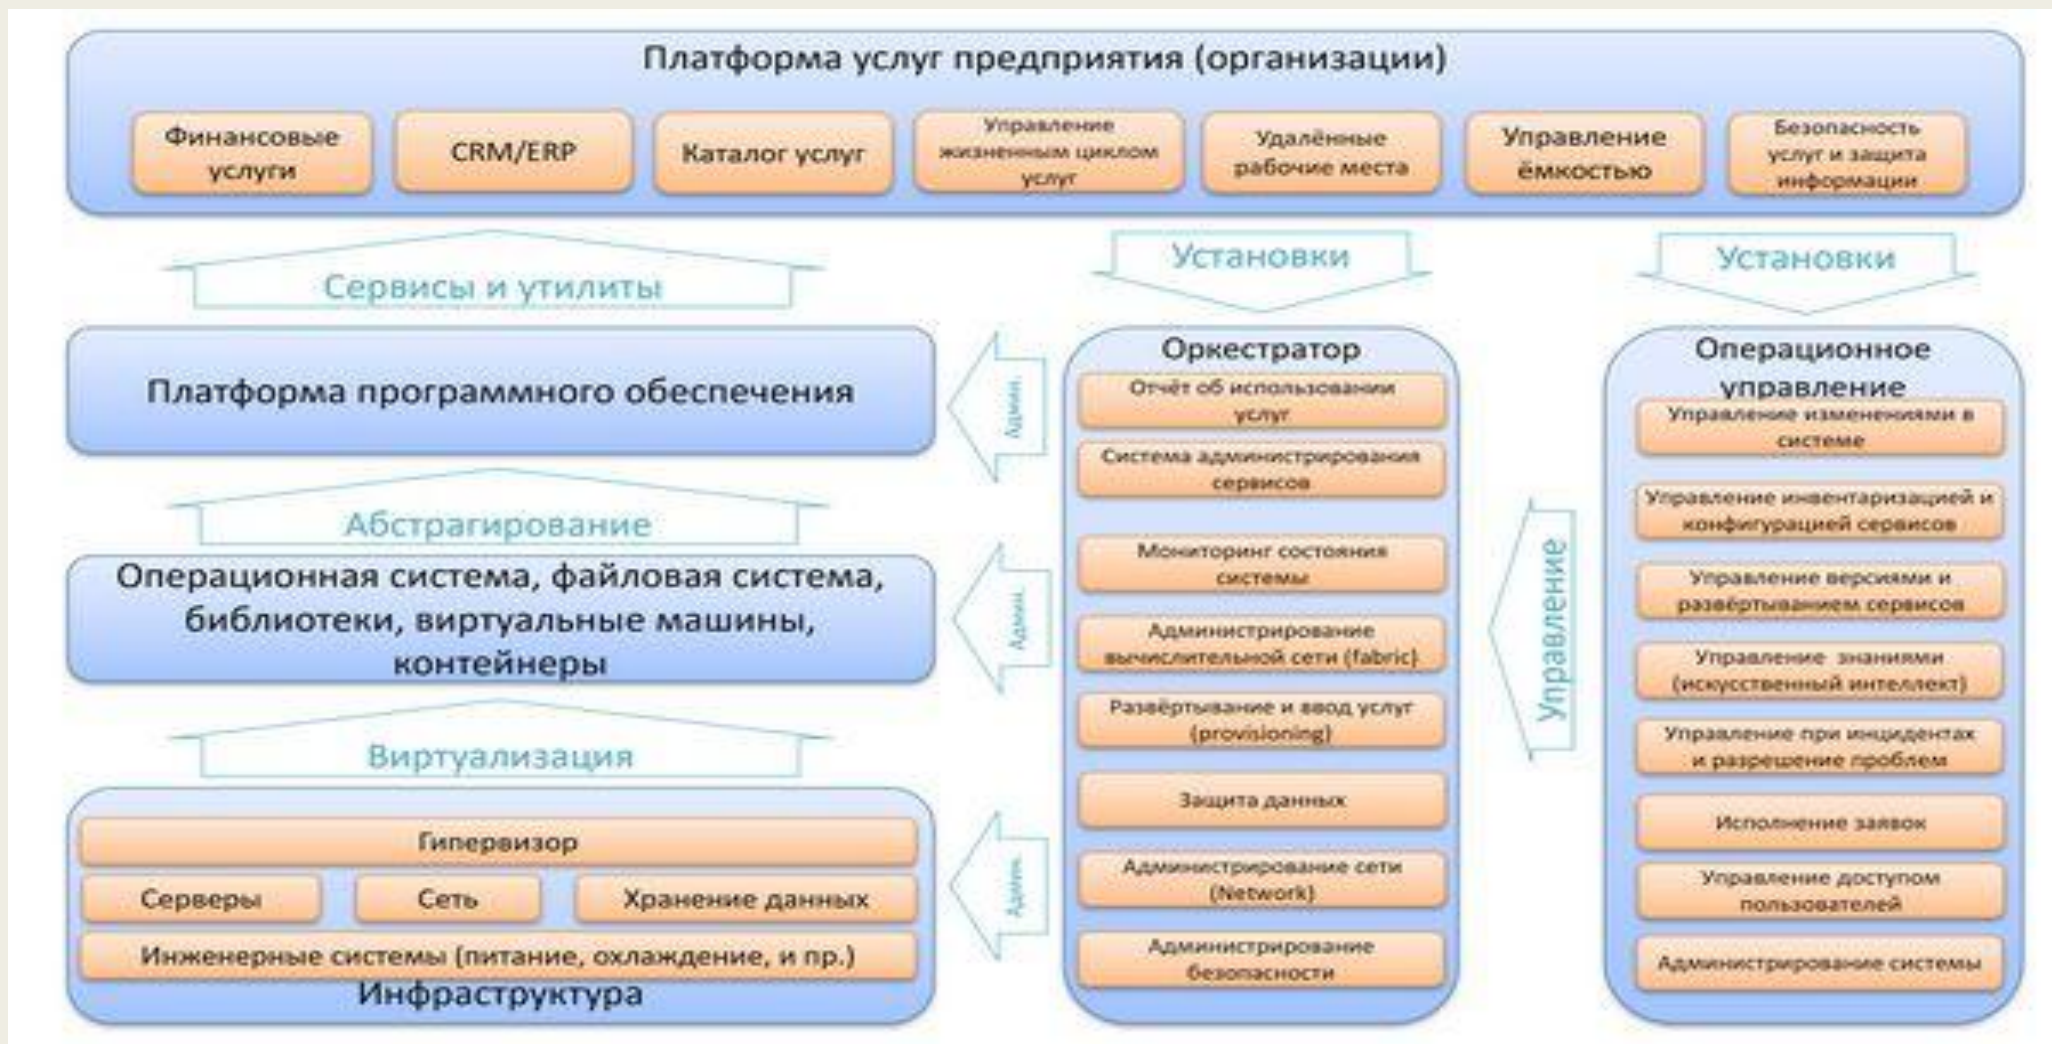 Платформа услуг предприятия (организации)
Финансовые
услуги
CRM/ERP
Каталог услуг
Управление
жизненным циклом
услуг
Удалённые
рабочие места
Управление
ёмкостью
Безопасность
услуг и защита
информации
Сервисы и утилиты
Установки
Установки
Платформа программного обеспечения
Абстрагирование
Операционная система, файловая система,
библиотеки, виртуальные машины,
контейнеры
Виртуализация
Гипервизор
Серверы
Сеть
Хранение данных
Инженерные системы (питание, охлаждение, и пр.)
Инфраструктура
Админ.
Админ.
Админ.
Оркестратор
Отчёт об использовании
услуг
Система администрирования
сервисов
Мониторинг состояния
системы
Администрирование
вычислительной сети (fabric)
Развёртывание и ввод услуг
(provisioning)
Защита данных
Администрирование сети
(Network)
Администрирование
безопасности
Управление
Операционное
управление
Управление изменениями в
системе
Управление инвентаризацией и
конфигурацией сервисов
Управление версиями и
развёртыванием сервисов
Управление знаниями
(искусственный интеллект)
Управление при инцидентах
и разрешение проблем
Исполнение заявок
Управление доступом
пользователей
Администрирование системы